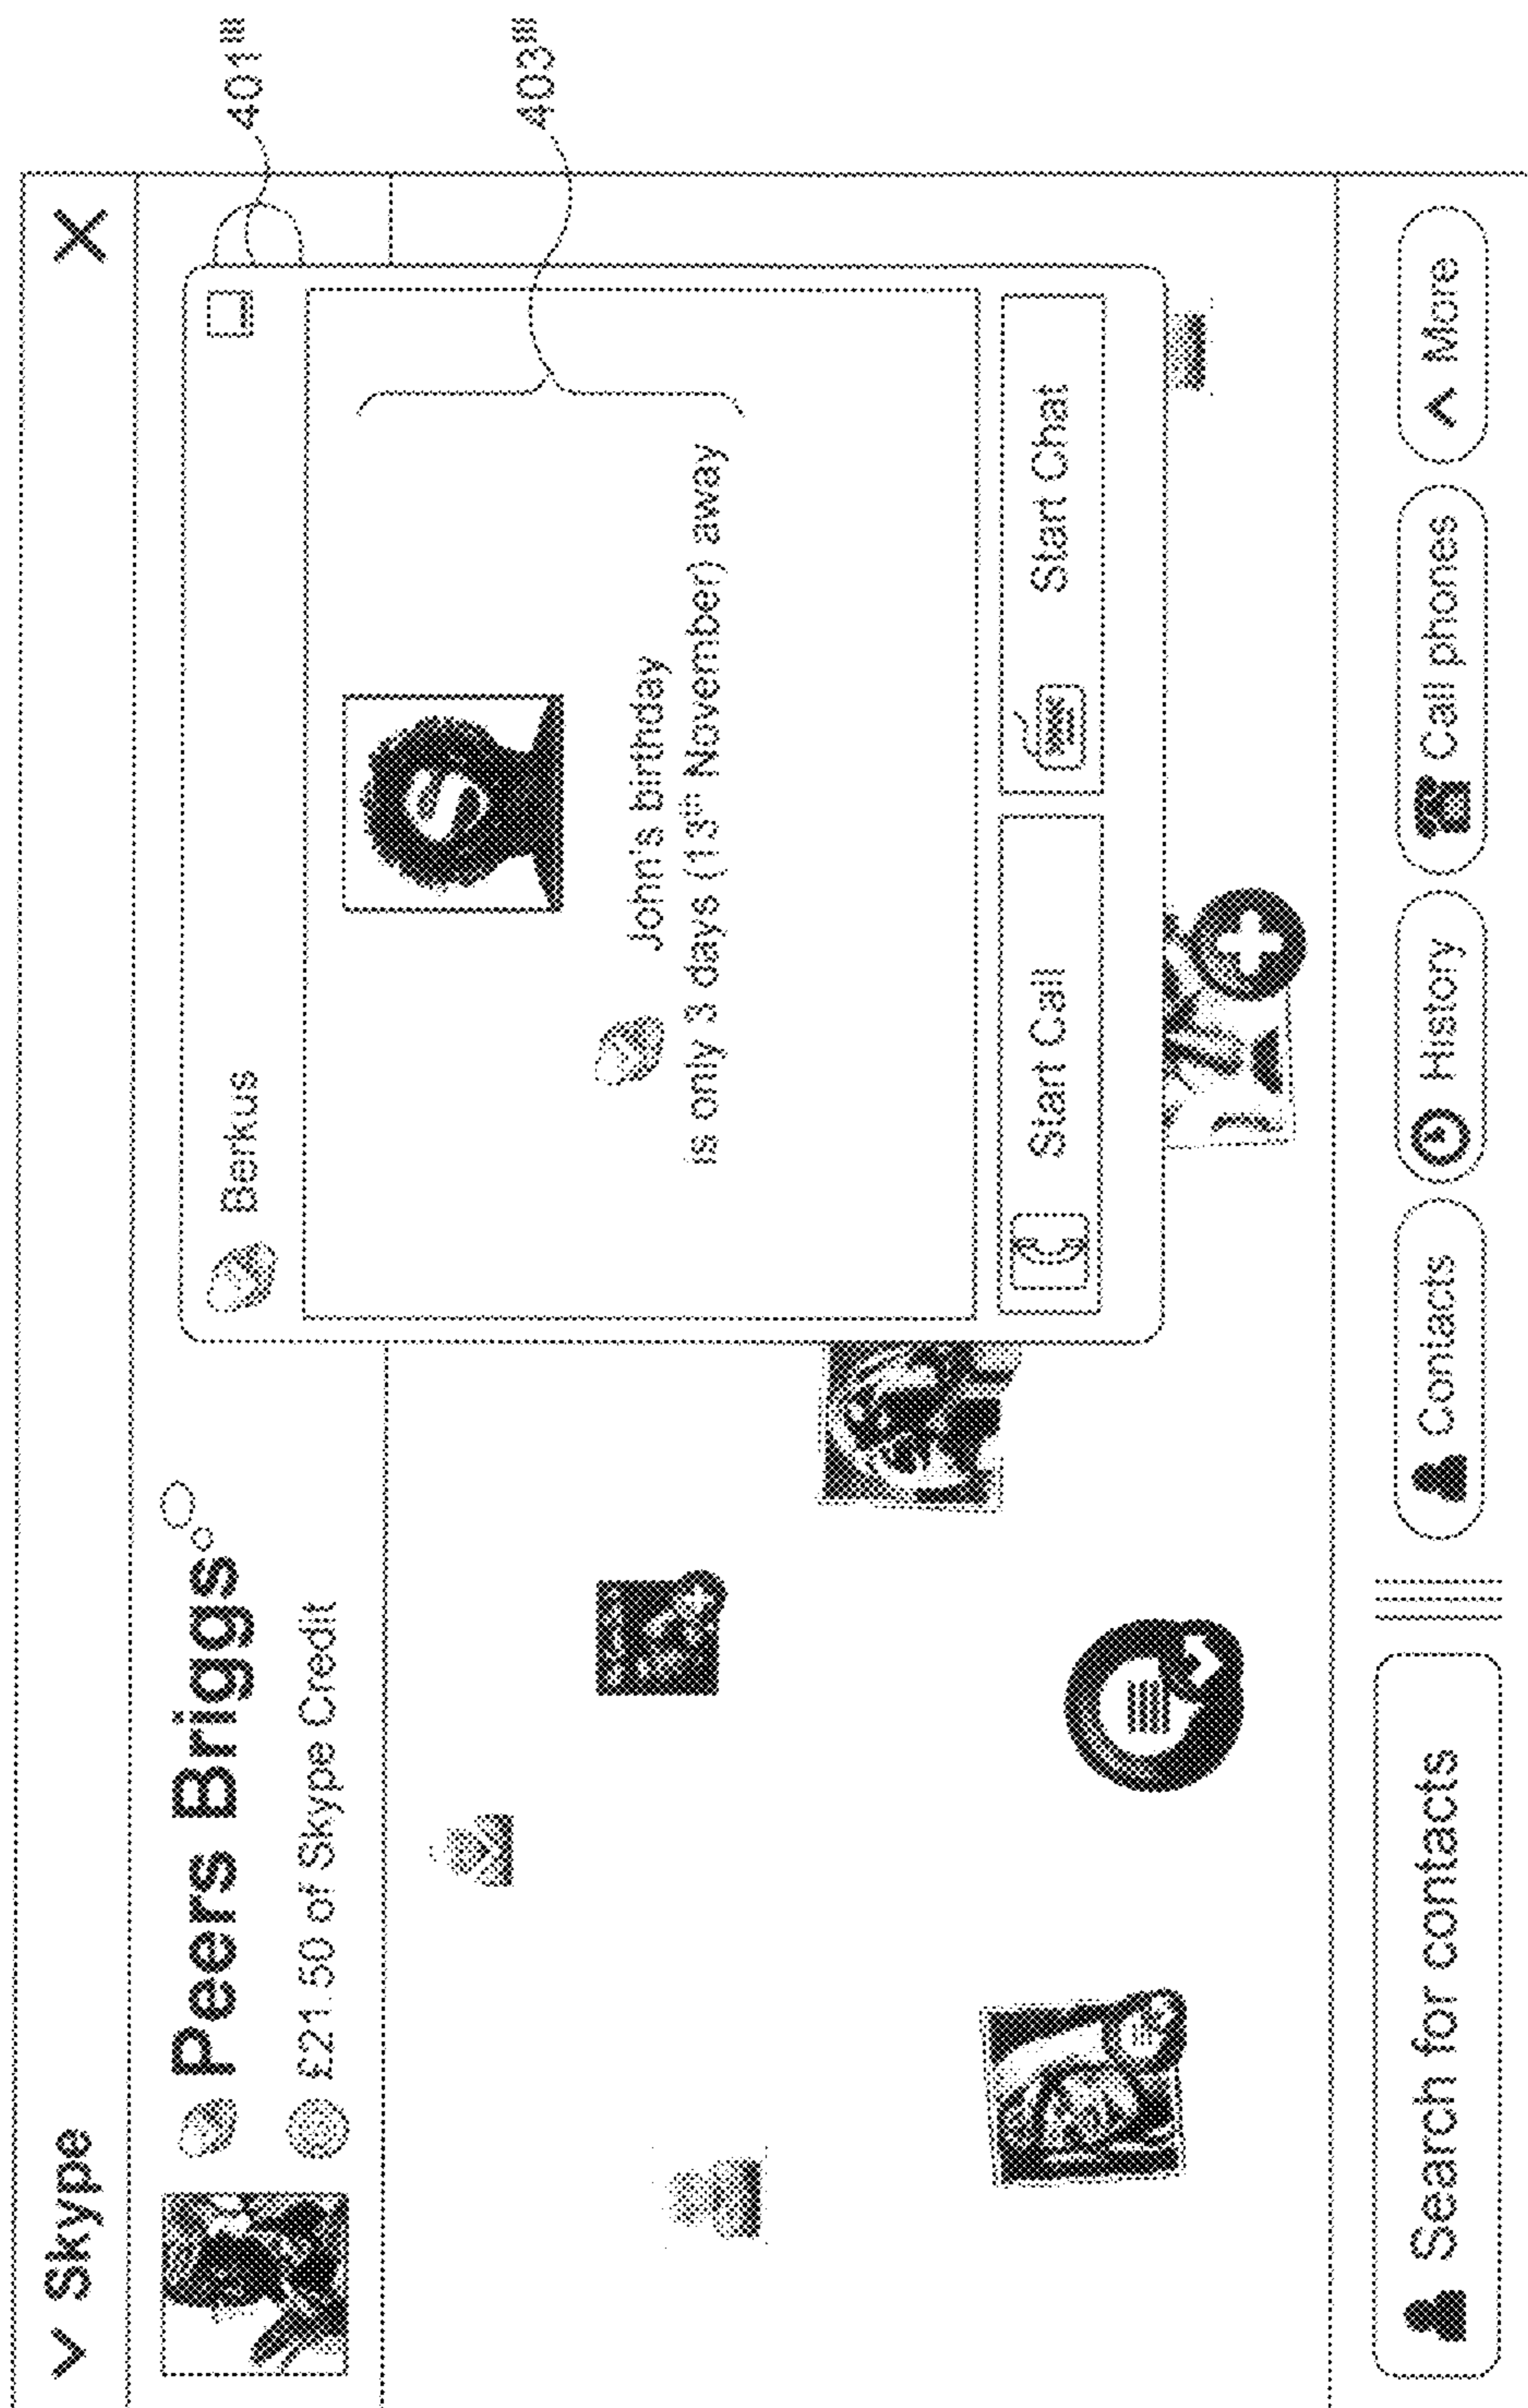 Skype
Peers Briggs
£21.50 of Skype Credit
Berkus
John's birthday
is only 3 days (13th November) away
Start Call
Start Chat
Search for contacts
Contacts
History
Call phones
More
401''''
403''''